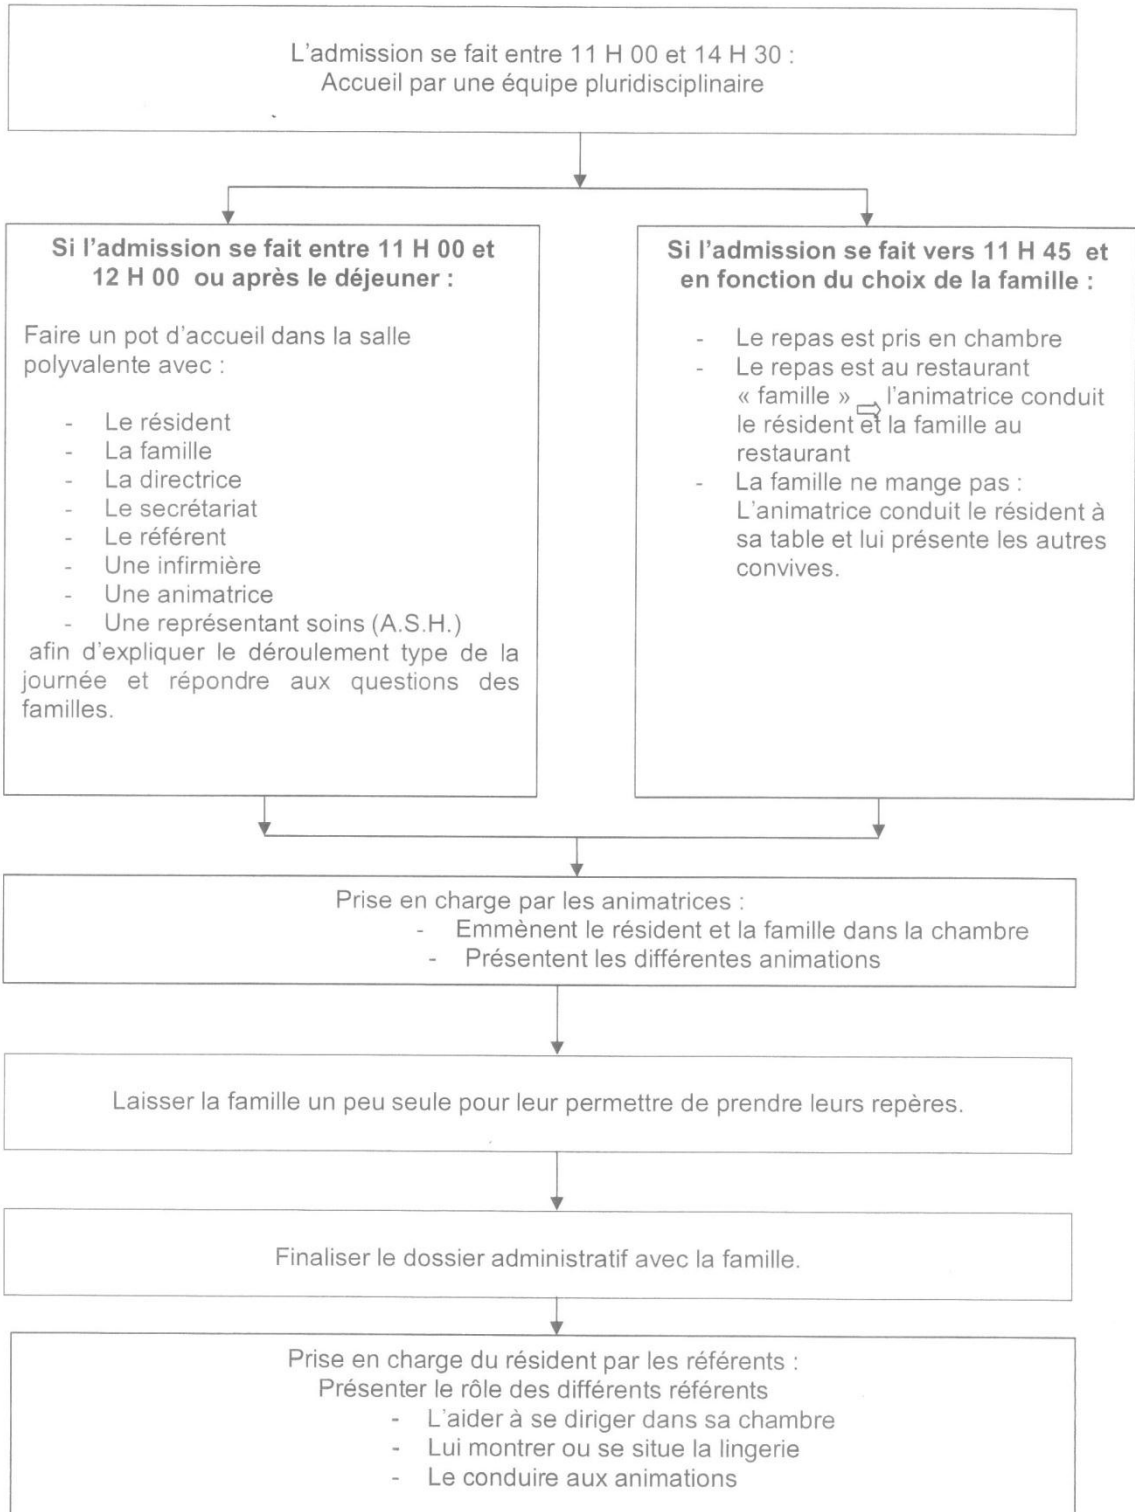 L'admission se fait entre 11 H 00 et 14 H 30 :
Accueil par une équipe pluridisciplinaire
Si l'admission se fait entre 11 H 00 et
12 H 00 ou après le déjeuner :
Faire un pot d'accueil dans la salle
polyvalente avec :
- Le résident
- La famille
- La directrice
- Le secrétariat
- Le référent
- Une infirmière
- Une animatrice
- Une représentant soins (A.S.H.)
afin d'expliquer le déroulement type de la
journée et répondre aux questions des
familles.
Si l'admission se fait vers 11 H 45 et
en fonction du choix de la famille :
- Le repas est pris en chambre
- Le repas est au restaurant
« famille » ⇨ l'animatrice conduit
le résident et la famille au
restaurant
- La famille ne mange pas :
L'animatrice conduit le résident à
sa table et lui présente les autres
convives.
Prise en charge par les animatrices :
- Emmènent le résident et la famille dans la chambre
- Présentent les différentes animations
Laisser la famille un peu seule pour leur permettre de prendre leurs repères.
Finaliser le dossier administratif avec la famille.
Prise en charge du résident par les référents :
Présenter le rôle des différents référents
- L'aider à se diriger dans sa chambre
- Lui montrer ou se situe la lingerie
- Le conduire aux animations